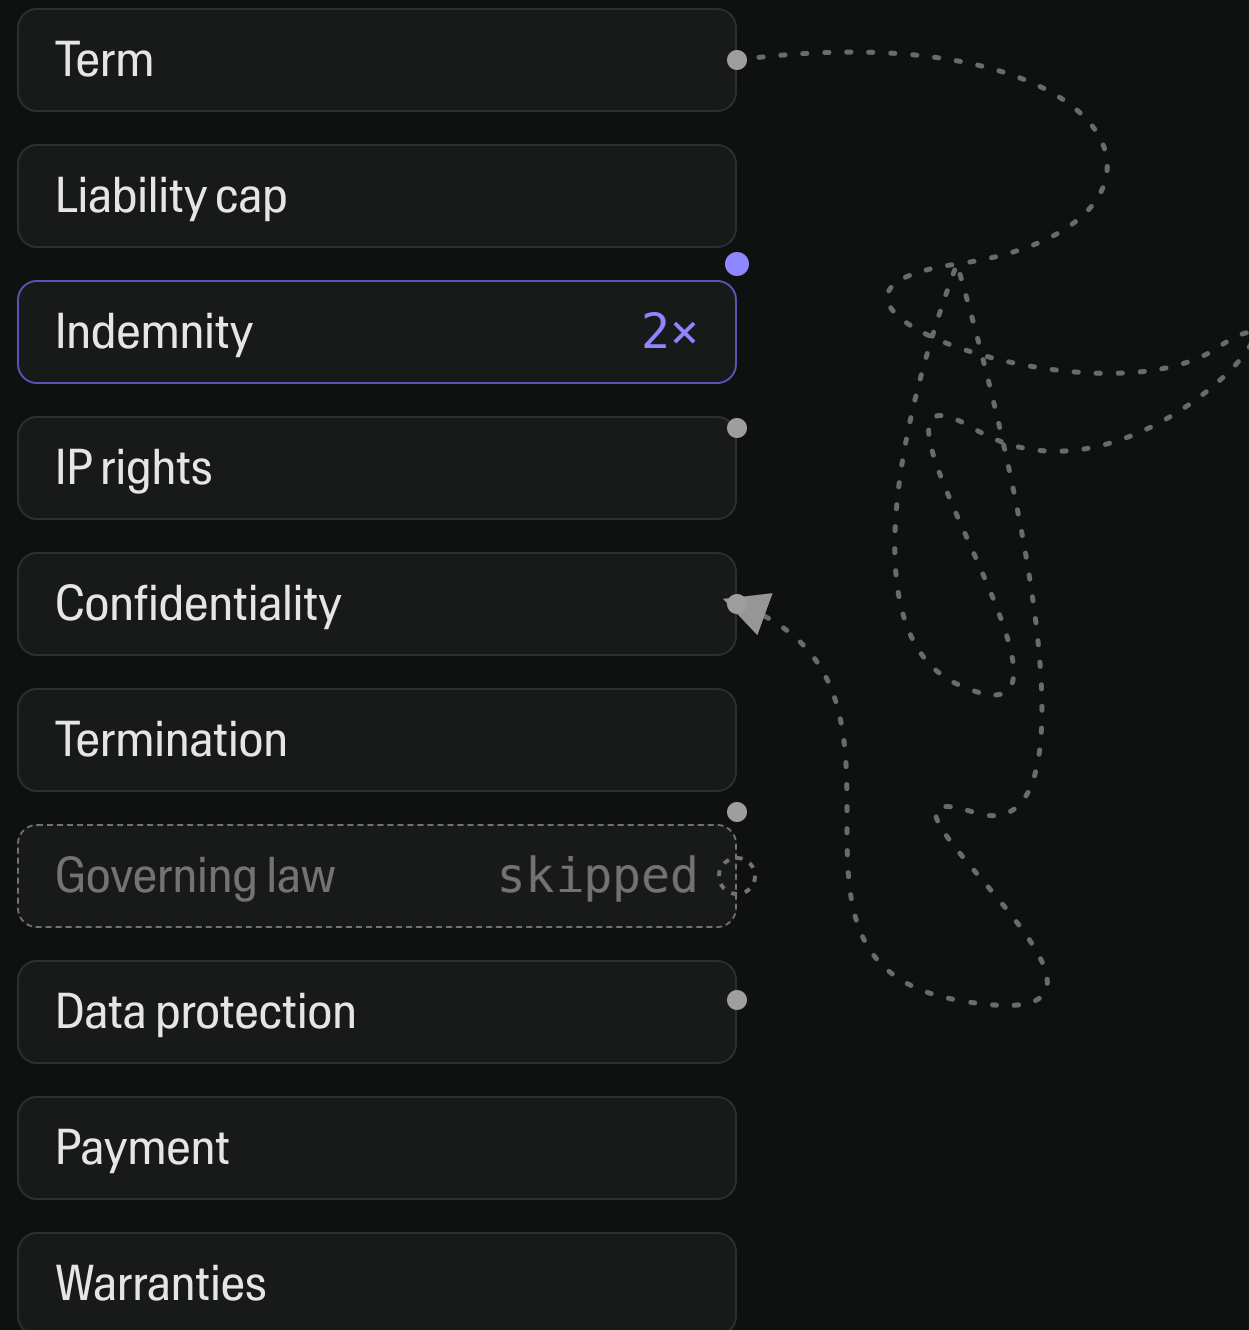 Term
Liability cap
Indemnity 2×
IP rights
Confidentiality
Termination
Governing law skipped
Data protection
Payment
Warranties